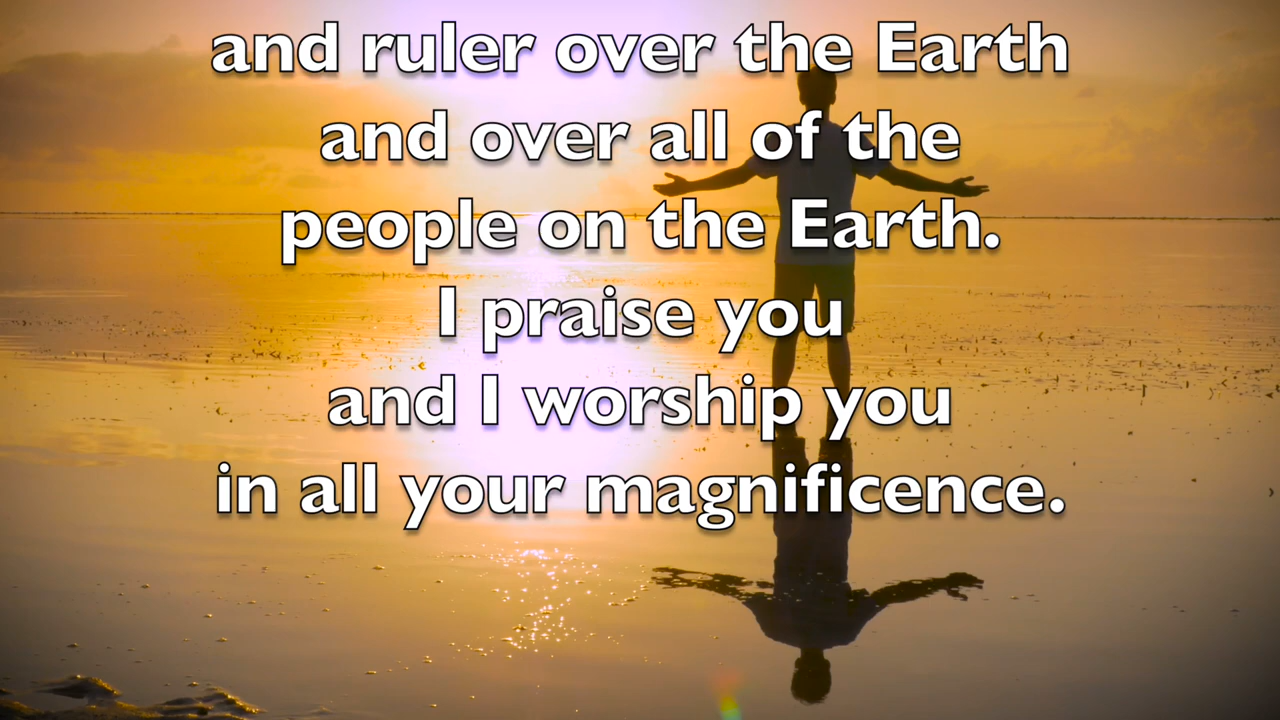 and ruler over the Earth
and over all of the
people on the Earth.
I praise you
and I worship you
in all your magnificence.